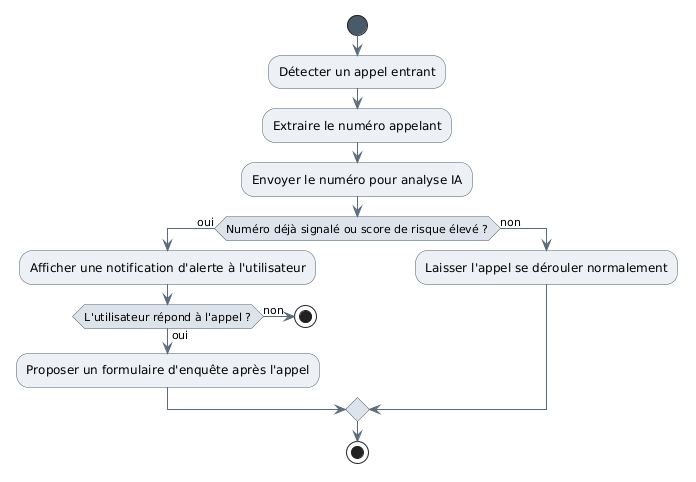 Détecter un appel entrant
Extraire le numéro appelant
Envoyer le numéro pour analyse IA
oui
Numéro déjà signalé ou score de risque élevé ?
non
Afficher une notification d'alerte à l'utilisateur
Laisser l'appel se dérouler normalement
L'utilisateur répond à l'appel ?
non
oui
Proposer un formulaire d'enquête après l'appel